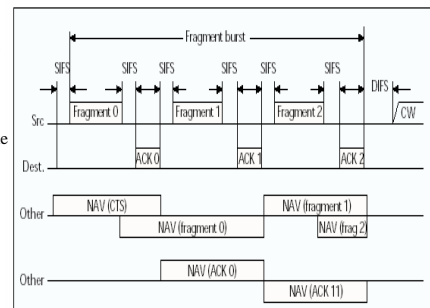 Fragment burst
SIFS SIFS SIFS SIFS SIFS SIFS
DIFS
Src
Fragment 0 Fragment 1 Fragment 2 CW
e
Dest.
ACK 0 ACK 1 ACK 2
Other
NAV (CTS) NAV (fragment 1)
NAV (fragment 0) NAV (frag 2)
Other
NAV (ACK 0)
NAV (ACK 11)